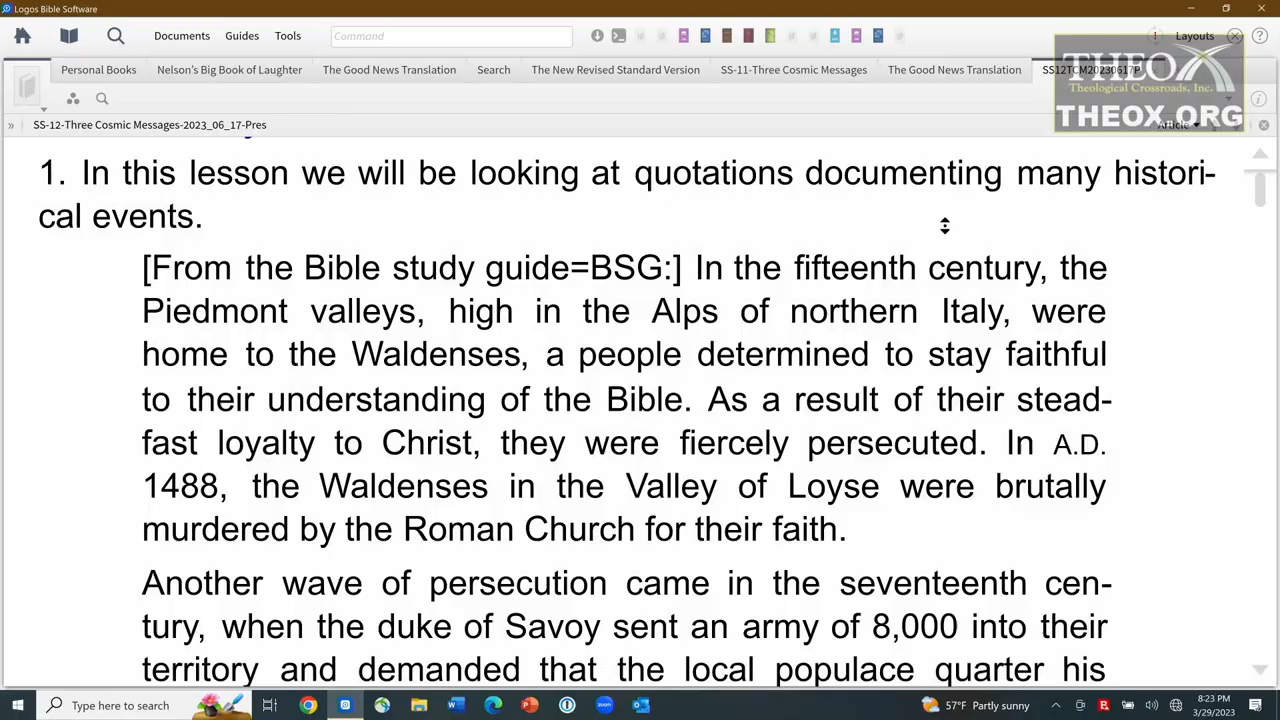 Logos Bible Software
Documents Guides Tools Command Layouts
THEOX
Theological Crossroads, Inc.
THEOX.ORG
Personal Books Nelson's Big Book of Laughter Search The New Revised Standard Version SS-11-Three Cosmic Messages The Good News Translation SS12TCM20230617P
SS-12-Three Cosmic Messages-2023_06_17-Pres Article
1. In this lesson we will be looking at quotations documenting many histori-
cal events.
[From the Bible study guide=BSG:] In the fifteenth century, the
Piedmont valleys, high in the Alps of northern Italy, were
home to the Waldenses, a people determined to stay faithful
to their understanding of the Bible. As a result of their stead-
fast loyalty to Christ, they were fiercely persecuted. In A.D.
1488, the Waldenses in the Valley of Loyse were brutally
murdered by the Roman Church for their faith.
Another wave of persecution came in the seventeenth cen-
tury, when the duke of Savoy sent an army of 8,000 into their
territory and demanded that the local populace quarter his
Type here to search
57°F Partly sunny
8:23 PM
3/29/2023